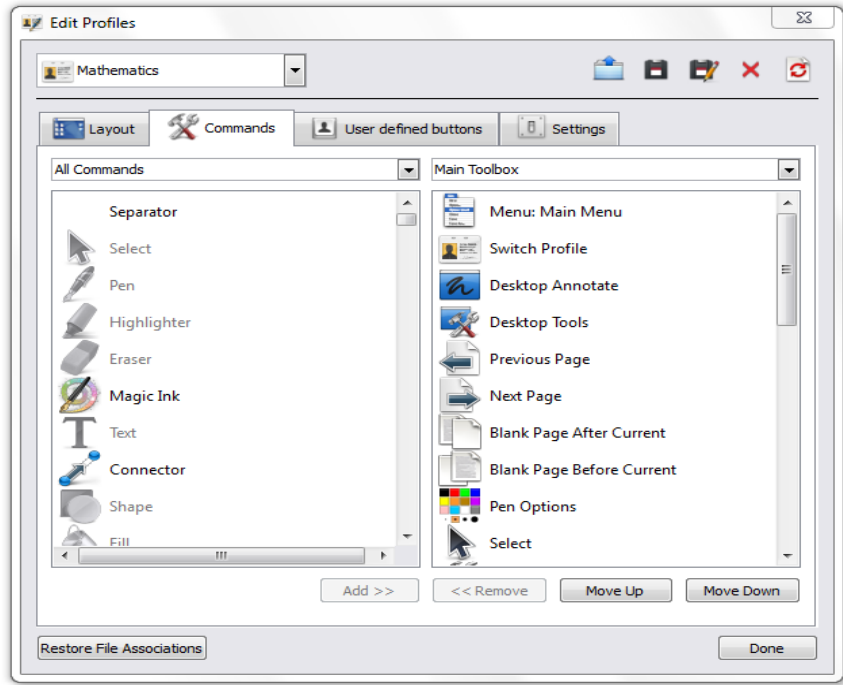 Edit Profiles
Mathematics
Layout
Commands
User defined buttons
Settings
All Commands
Separator
Select
Pen
Highlighter
Eraser
Magic Ink
Text
Connector
Shape
Fill
Main Toolbox
Menu: Main Menu
Switch Profile
Desktop Annotate
Desktop Tools
Previous Page
Next Page
Blank Page After Current
Blank Page Before Current
Pen Options
Select
Add >>
<< Remove
Move Up
Move Down
Restore File Associations
Done